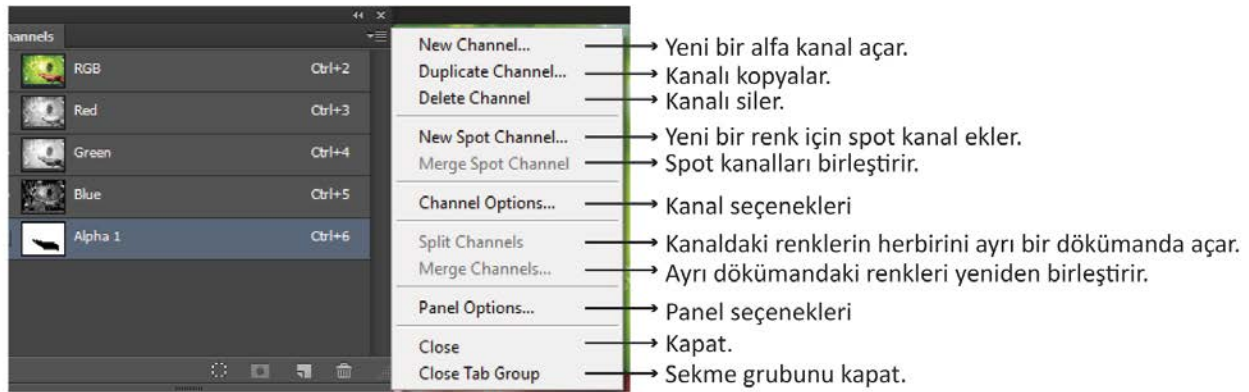 annels
RGB Ctrl+2
Red Ctrl+3
Green Ctrl+4
Blue Ctrl+5
Alpha 1 Ctrl+6
New Channel... Yeni bir alfa kanal açar.
Duplicate Channel... Kanalı kopyalar.
Delete Channel Kanalı siler.
New Spot Channel... Yeni bir renk için spot kanal ekler.
Merge Spot Channel Spot kanalları birleştirir.
Channel Options... Kanal seçenekleri
Split Channels Kanaldaki renklerin herbirini ayrı bir dökümanda açar.
Merge Channels... Ayrı dökümandaki renkleri yeniden birleştirir.
Panel Options... Panel seçenekleri
Close Kapat.
Close Tab Group Sekme grubunu kapat.